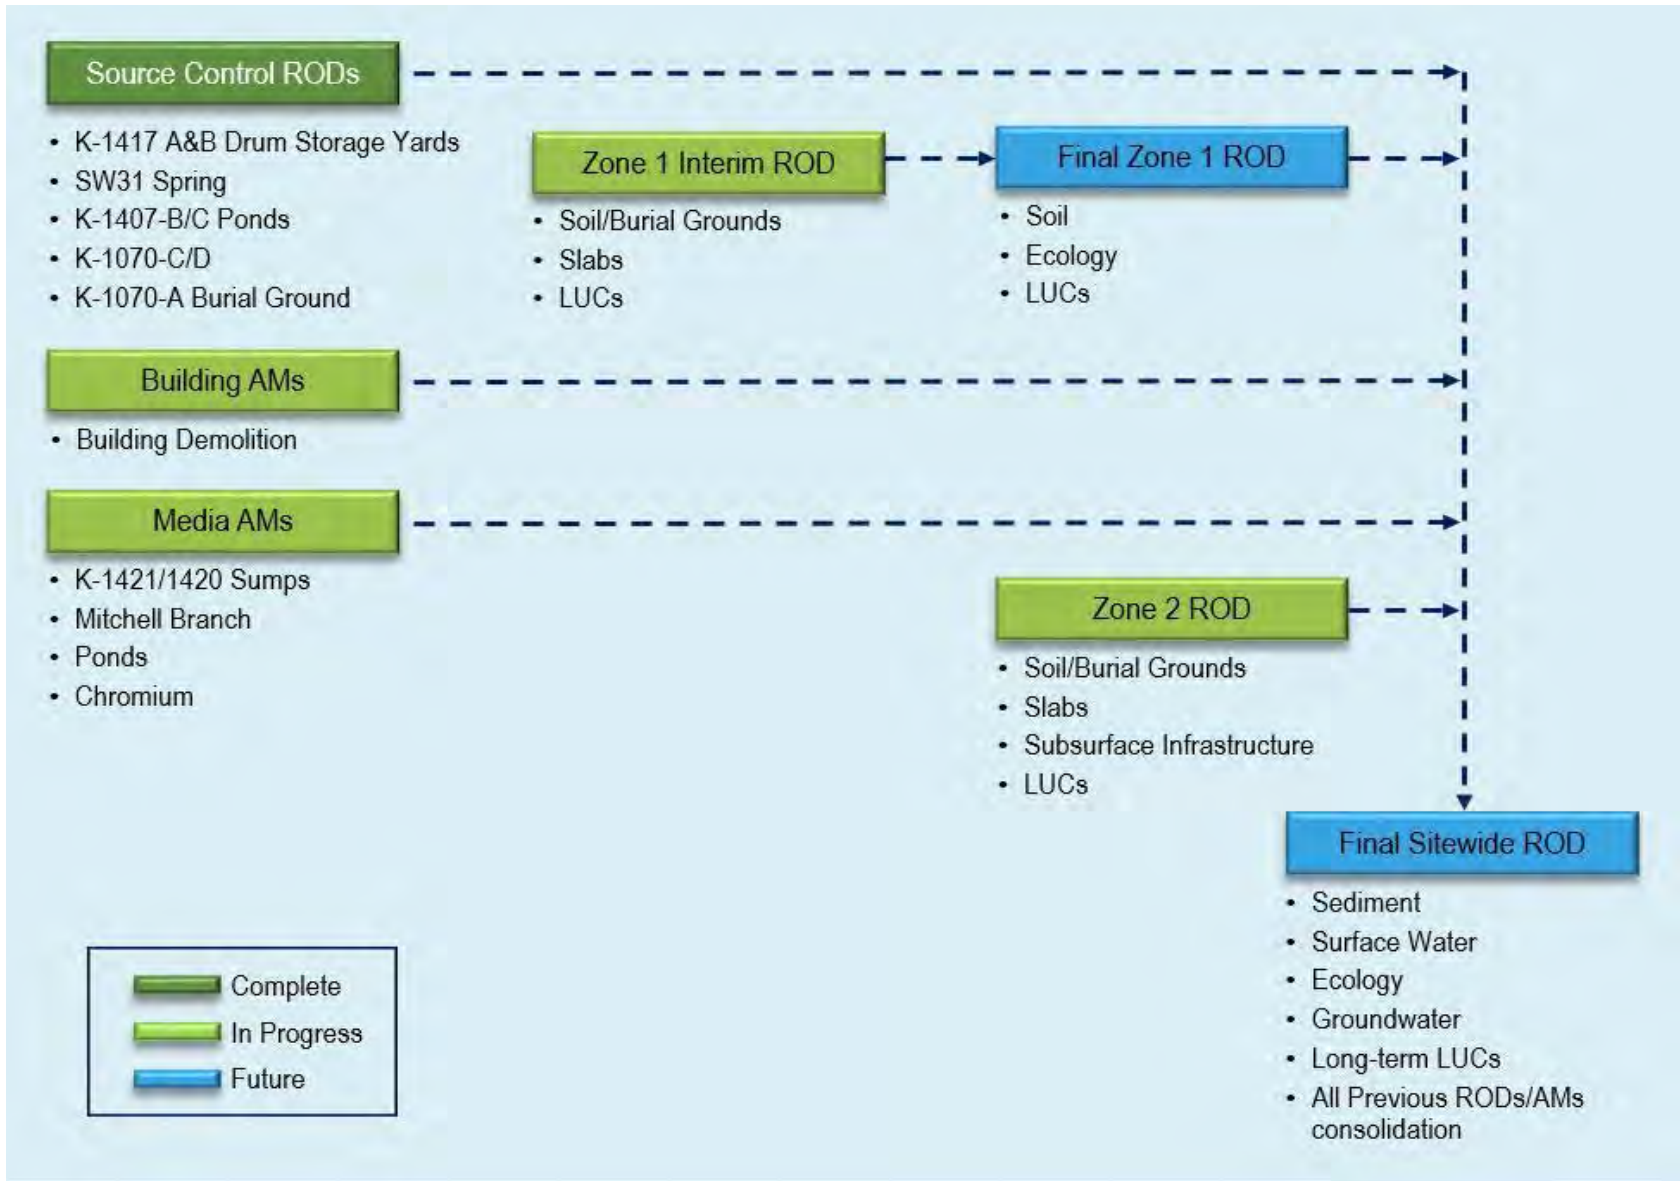 Source Control RODs
• K-1417 A&B Drum Storage Yards
• SW31 Spring
• K-1407-B/C Ponds
• K-1070-C/D
• K-1070-A Burial Ground
Zone 1 Interim ROD
• Soil/Burial Grounds
• Slabs
• LUCs
Final Zone 1 ROD
• Soil
• Ecology
• LUCs
Building AMs
• Building Demolition
Media AMs
• K-1421/1420 Sumps
• Mitchell Branch
• Ponds
• Chromium
Zone 2 ROD
• Soil/Burial Grounds
• Slabs
• Subsurface Infrastructure
• LUCs
Final Sitewide ROD
• Sediment
• Surface Water
• Ecology
• Groundwater
• Long-term LUCs
• All Previous RODs/AMs
consolidation
Complete
In Progress
Future